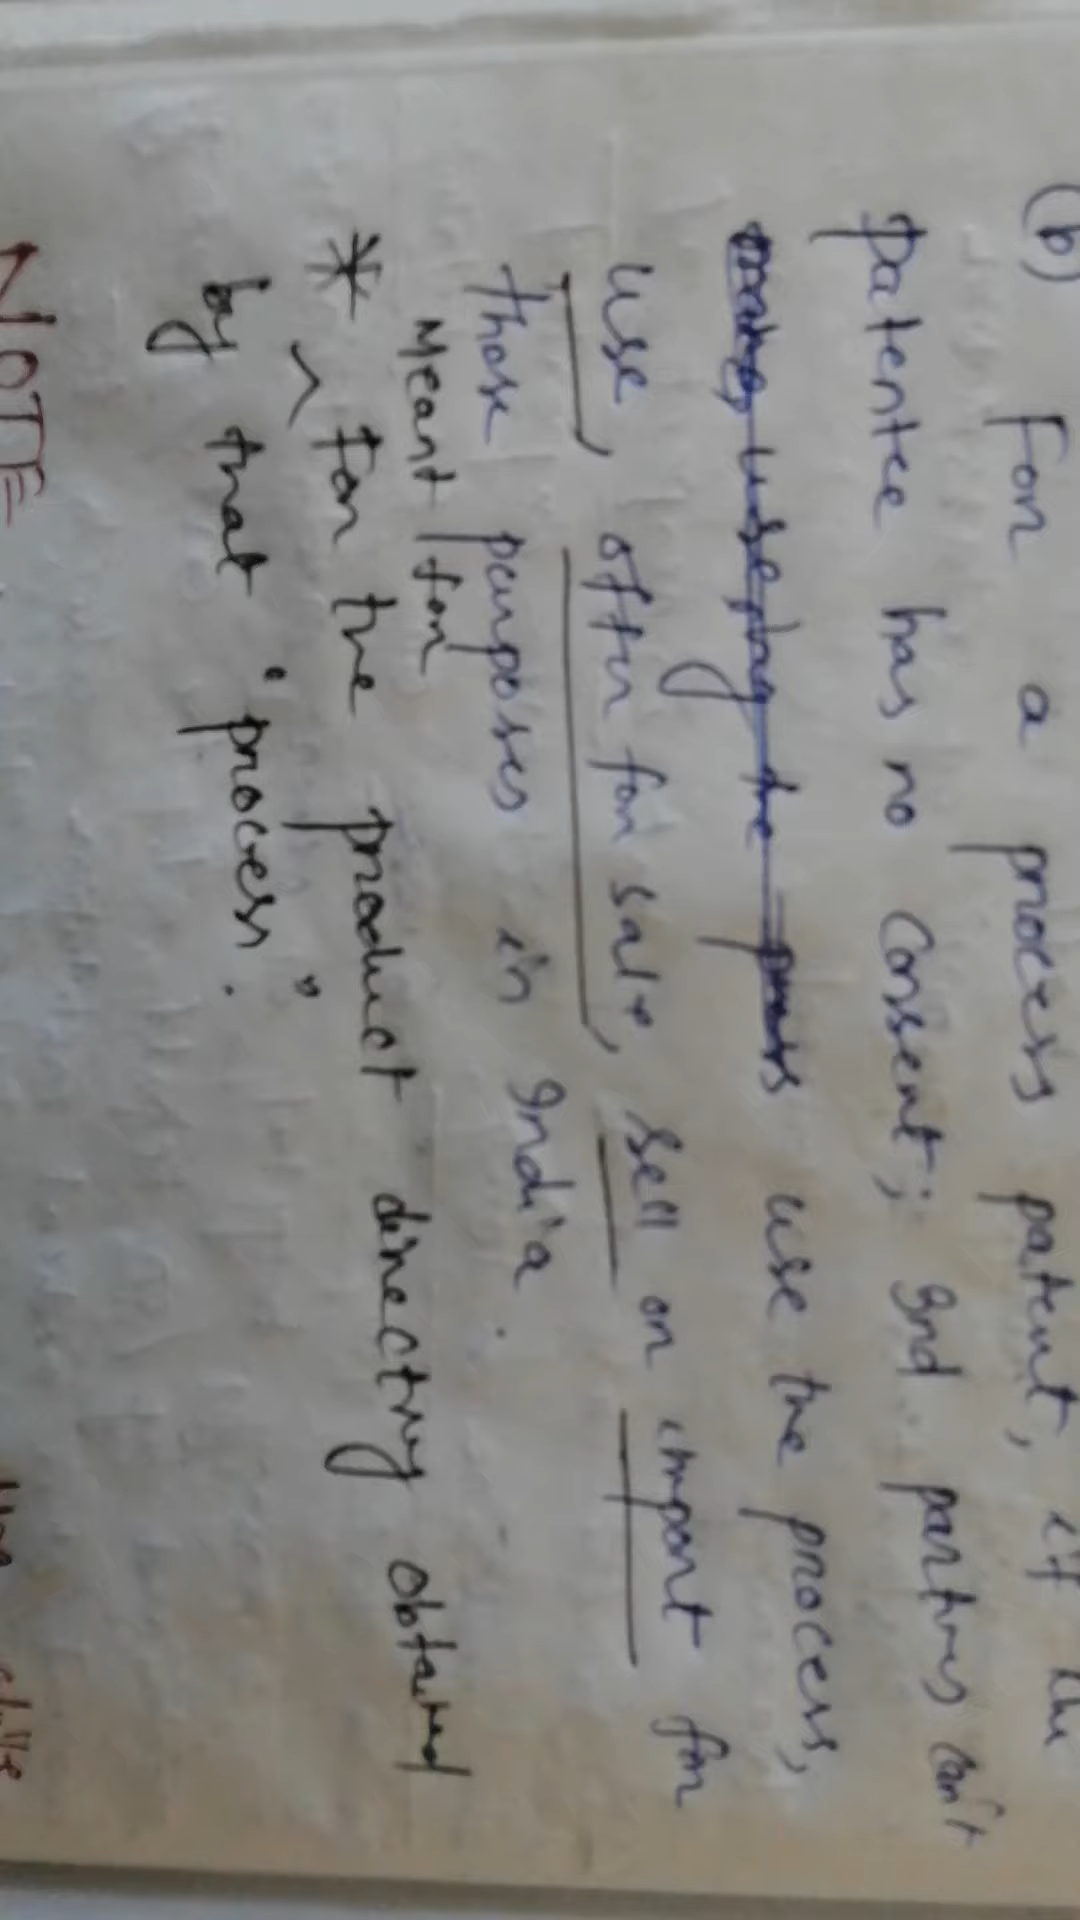 (b) For a process patent, if the
patentee has no consent; 3rd parties can't
make, use the process,
use, offer for sale, sell or import for
those purposes in India.
Meant for
* ^ for the product directly obtained
by that "process".
NOTE